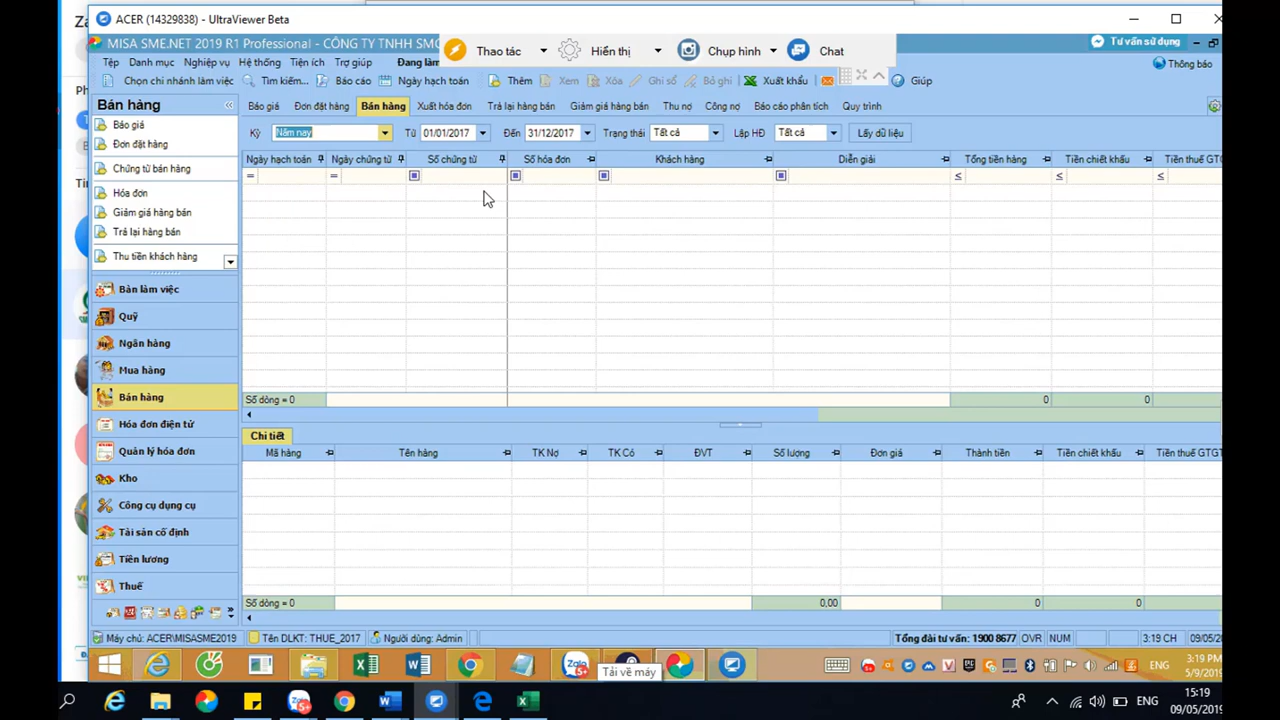 Za
ACER (14329838) - UltraViewer Beta
MISA SME.NET 2019 R1 Professional - CÔNG TY TNHH SMC
Thao tác
Hiển thị
Chụp hình
Chat
Tư vấn sử dụng
Tệp Danh mục Nghiệp vụ Hệ thống Tiện ích Trợ giúp Đang làm
Thông báo
Chọn chi nhánh làm việc Tìm kiếm... Báo cáo Ngày hạch toán Thêm Xem Xóa Ghi sổ Bỏ ghi Xuất khẩu Giúp
Bán hàng
Báo giá Đơn đặt hàng Bán hàng Xuất hóa đơn Trả lại hàng bán Giảm giá hàng bán Thu nợ Công nợ Báo cáo phân tích Quy trình
Kỳ Năm nay Từ 01/01/2017 Đến 31/12/2017 Trạng thái Tất cả Lập HĐ Tất cả Lấy dữ liệu
Ngày hạch toán Ngày chứng từ Số chứng từ Số hóa đơn Khách hàng Diễn giải Tổng tiền hàng Tiền chiết khấu Tiền thuế GTG
= = ≤ ≤ ≤
Báo giá
Đơn đặt hàng
Chứng từ bán hàng
Hóa đơn
Giảm giá hàng bán
Trả lại hàng bán
Thu tiền khách hàng
Bàn làm việc
Quỹ
Ngân hàng
Mua hàng
Bán hàng
Hóa đơn điện tử
Quản lý hóa đơn
Kho
Công cụ dụng cụ
Tài sản cố định
Tiền lương
Thuế
Số dòng = 0 0 0
Chi tiết
Mã hàng Tên hàng TK Nợ TK Có ĐVT Số lượng Đơn giá Thành tiền Tiền chiết khấu Tiền thuế GTGT
Số dòng = 0 0,00 0 0
Máy chủ: ACER\MISASME2019 Tên DLKT: THUE_2017 Người dùng: Admin Tổng đài tư vấn: 1900 8677 OVR NUM 3:19 CH 09/05
Zalo 5+
Tải về máy
ENG
3:19 PM
5/9/2019
ENG
15:19
09/05/2019